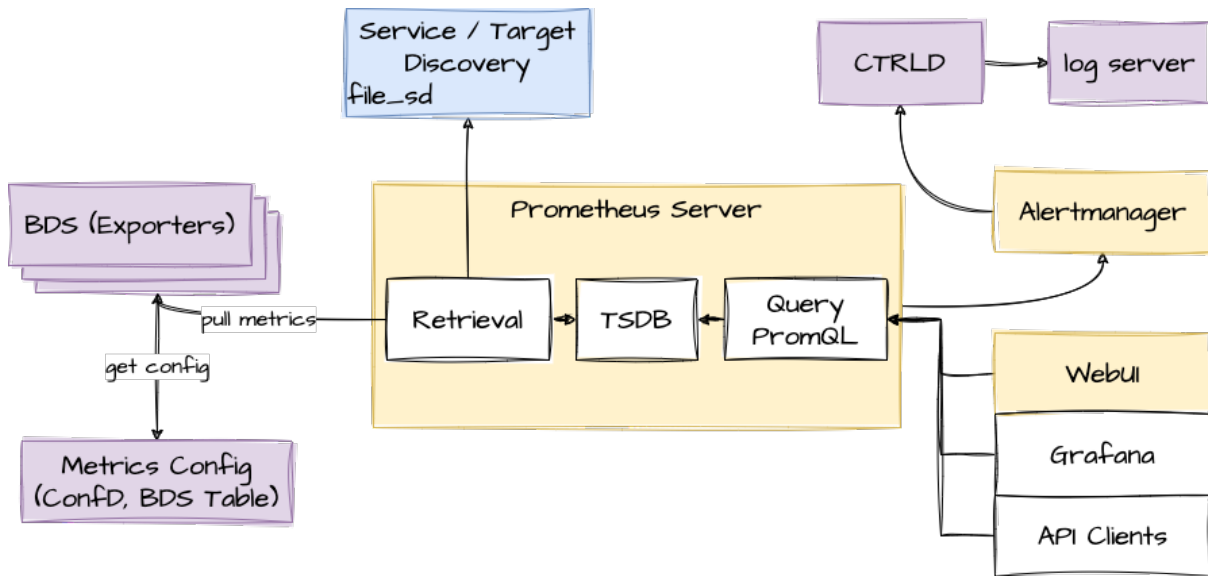 Service / Target
Discovery
file_sd
CTRLD
log server
BDS (Exporters)
Prometheus Server
Alertmanager
pull metrics
Retrieval
TSDB
Query
PromQL
get config
WebUI
Metrics Config
(ConfD, BDS Table)
Grafana
API Clients